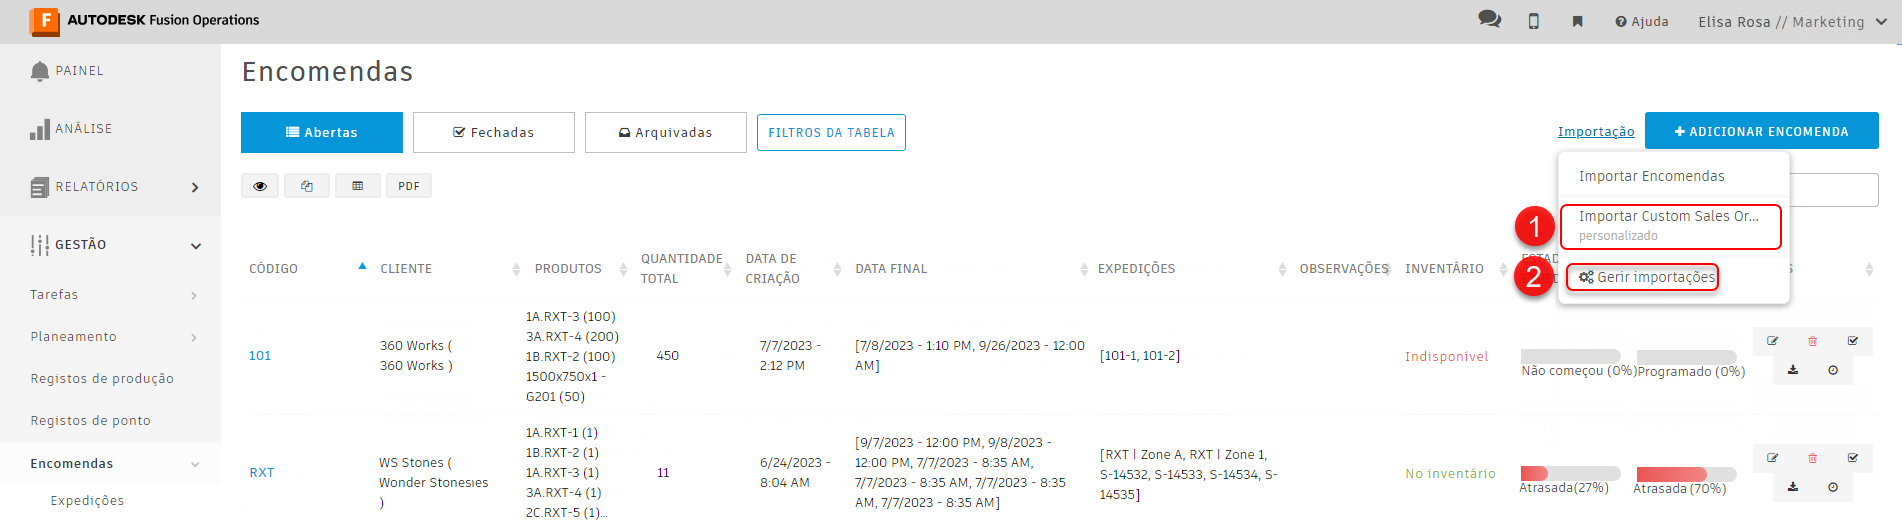 F AUTODESK Fusion Operations
Ajuda
Elisa Rosa // Marketing
PAINEL
ANÁLISE
RELATÓRIOS
GESTÃO
Tarefas
Planeamento
Registos de produção
Registos de ponto
Encomendas
Expedições
Encomendas
Abertas
Fechadas
Arquivadas
FILTROS DA TABELA
Importação
+ ADICIONAR ENCOMENDA
PDF
Importar Encomendas
1
Importar Custom Sales Or...
personalizado
2
Gerir importações
CÓDIGO
CLIENTE
PRODUTOS
QUANTIDADE
TOTAL
DATA DE
CRIAÇÃO
DATA FINAL
EXPEDIÇÕES
OBSERVAÇÕES
INVENTÁRIO
101
360 Works (
360 Works )
1A.RXT-3 (100)
3A.RXT-4 (200)
1B.RXT-2 (100)
1500x750x1 -
G201 (50)
450
7/7/2023 -
2:12 PM
[7/8/2023 - 1:10 PM, 9/26/2023 - 12:00
AM]
[101-1, 101-2]
Indisponível
Não começou (0%)
Programado (0%)
RXT
WS Stones (
Wonder Stonesıes
)
1A.RXT-1 (1)
1B.RXT-2 (1)
1A.RXT-3 (1)
3A.RXT-4 (1)
2C.RXT-5 (1)...
11
6/24/2023 -
8:04 AM
[9/7/2023 - 12:00 PM, 9/8/2023 -
12:00 PM, 7/7/2023 - 8:35 AM,
7/7/2023 - 8:35 AM, 7/7/2023 - 8:35
AM, 7/7/2023 - 8:35 AM]
[RXT | Zone A, RXT | Zone 1,
S-14532, S-14533, S-14534, S-
14535]
No inventário
Atrasada(27%)
Atrasada (70%)